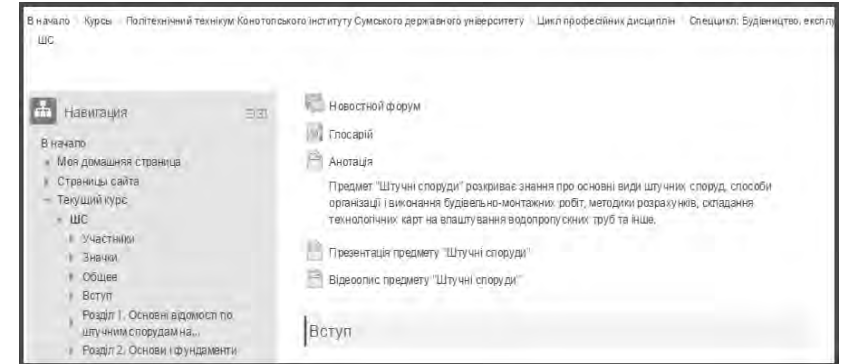 В начало Курсы Політехнічний технікум Конотопського інституту Сумського державного університету Цикл професійних дисциплін Спеццикл: Будівництво, експлу
ШС
Навигация
В начало
Моя домашняя страница
Страницы сайта
Текущий курс
ШС
Участники
Значки
Общее
Вступ
Розділ 1. Основні відомості по
штучним спорудам на...
Розділ 2. Основи і фундаменти
Новостной форум
Глосарій
Анотація
Предмет "Штучні споруди" розкриває знання про основні види штучних споруд, способи
організації і виконання будівельно-монтажних робіт, методики розрахунків, складання
технологічних карт на влаштування водопропускних труб та інше.
Презентація предмету "Штучні споруди"
Відеоопис предмету "Штучні споруди"
Вступ